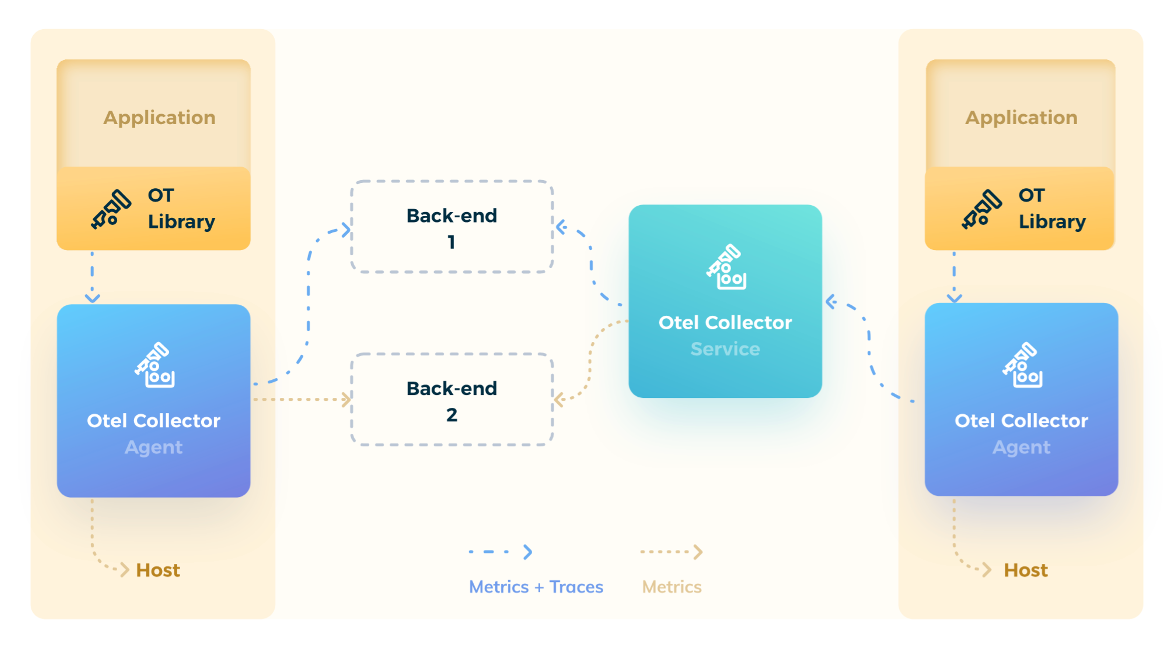 Application
OT
Library
Otel Collector
Agent
Host
Back-end
1
Back-end
2
Otel Collector
Service
Application
OT
Library
Otel Collector
Agent
Host
Metrics + Traces
Metrics